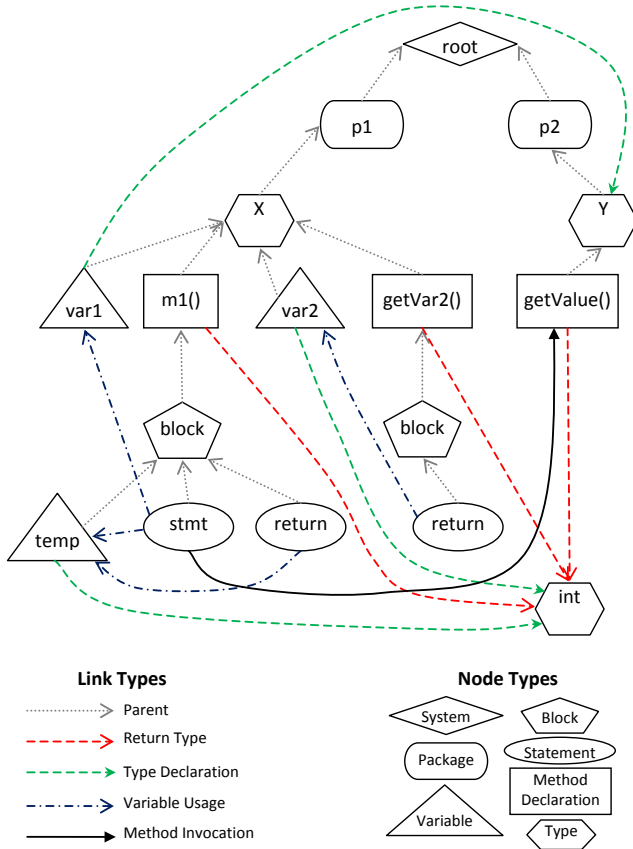 root
p1
p2
X
Y
var1
m1()
var2
getVar2()
getValue()
block
block
temp
stmt
return
return
int
Link Types
Parent
Return Type
Type Declaration
Variable Usage
Method Invocation
Node Types
System
Block
Package
Statement
Method
Declaration
Variable
Type